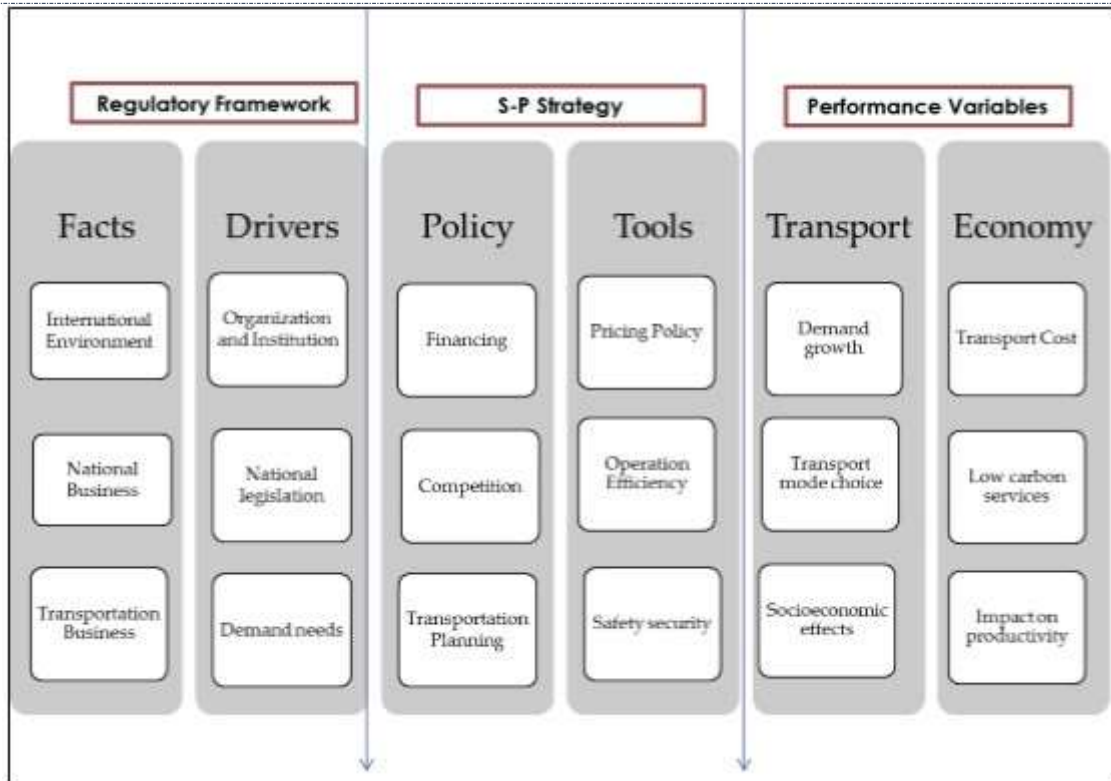 Regulatory Framework
S-P Strategy
Performance Variables
Facts
International
Environment
National
Business
Transportation
Business
Drivers
Organization
and Institution
National
legislation
Demand needs
Policy
Financing
Competition
Transportation
Planning
Tools
Pricing Policy
Operation
Efficiency
Safety security
Transport
Demand
growth
Transport
mode choice
Socioeconomic
effects
Economy
Transport Cost
Low carbon
services
Impact on
productivity